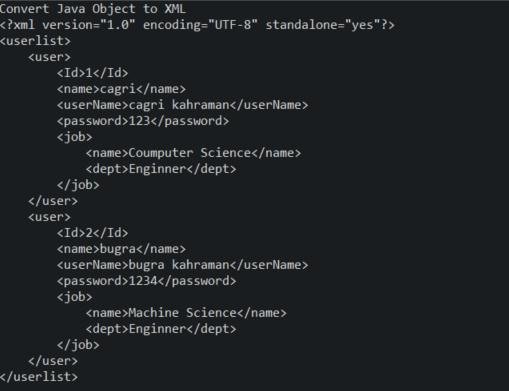 Convert Java Object to XML
<?xml version="1.0" encoding="UTF-8" standalone="yes"?>
<userlist>
    <user>
        <Id>1</Id>
        <name>cagri</name>
        <userName>cagri kahraman</userName>
        <password>123</password>
        <job>
            <name>Coumputer Science</name>
            <dept>Enginner</dept>
        </job>
    </user>
    <user>
        <Id>2</Id>
        <name>bugra</name>
        <userName>bugra kahraman</userName>
        <password>1234</password>
        <job>
            <name>Machine Science</name>
            <dept>Enginner</dept>
        </job>
    </user>
</userlist>